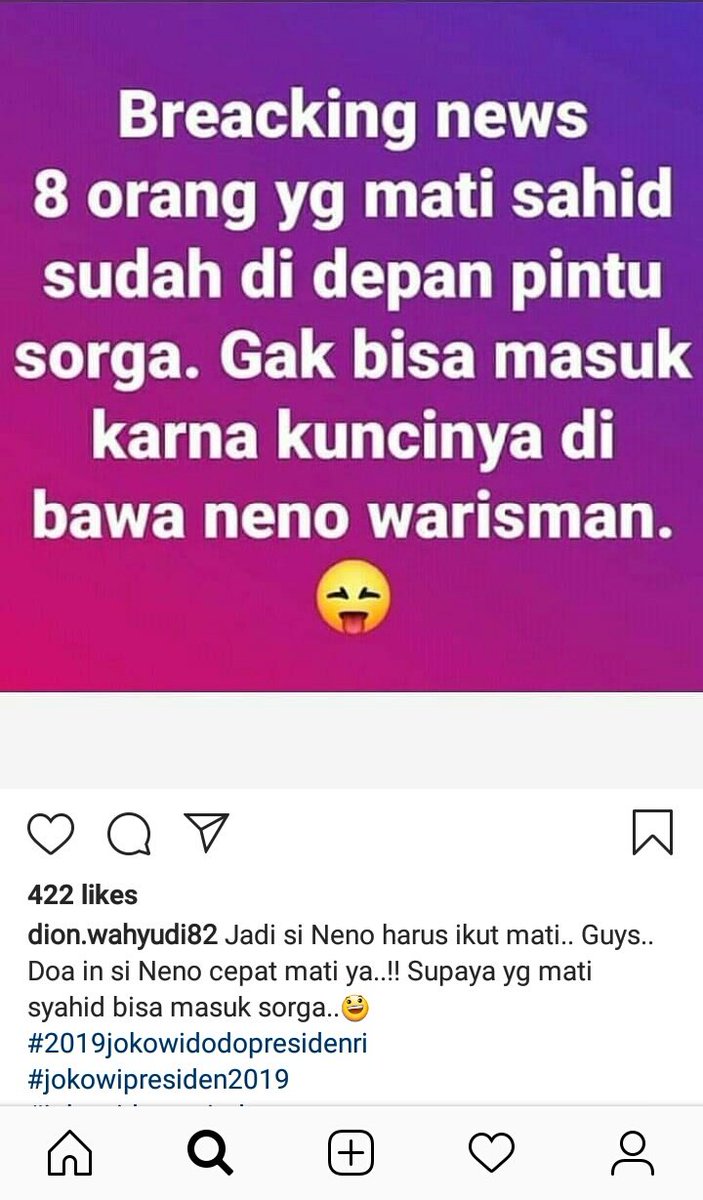 Breacking news
8 orang yg mati sahid
sudah di depan pintu
sorga. Gak bisa masuk
karna kuncinya di
bawa neno warisman.
422 likes
dion.wahyudi82 Jadi si Neno harus ikut mati.. Guys..
Doa in si Neno cepat mati ya..!! Supaya yg mati
syahid bisa masuk sorga..😃
#2019jokowidodopresidenri
#jokowipresiden2019